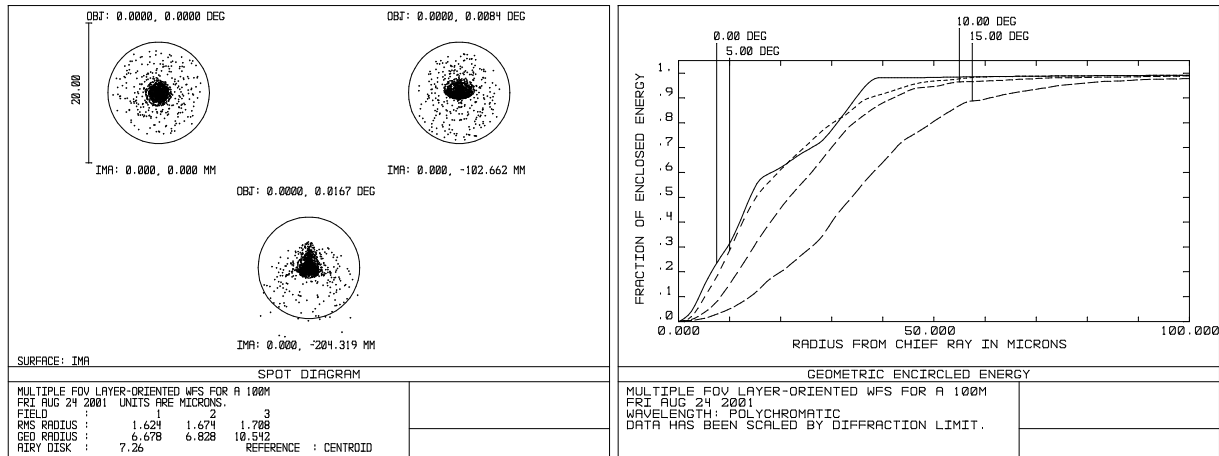 OBJ: 0.0000, 0.0000 DEG
OBJ: 0.0000, 0.0084 DEG
20.00
IMA: 0.000, 0.000 MM
IMA: 0.000, -102.662 MM
OBJ: 0.0000, 0.0167 DEG
IMA: 0.000, -204.319 MM
SURFACE: IMA
SPOT DIAGRAM
MULTIPLE FOV LAYER-ORIENTED WFS FOR A 100M
FRI AUG 24 2001 UNITS ARE MICRONS.
FIELD : 1 2 3
RMS RADIUS : 1.624 1.674 1.708
GEO RADIUS : 6.678 6.828 10.542
AIRY DISK : 7.26 REFERENCE : CENTROID
0.00 DEG
5.00 DEG
10.00 DEG
15.00 DEG
1.
.9
.8
.7
.6
.5
.4
.3
.2
.1
.0
FRACTION OF ENCLOSED ENERGY
0.000 50.000 100.000
RADIUS FROM CHIEF RAY IN MICRONS
GEOMETRIC ENCIRCLED ENERGY
MULTIPLE FOV LAYER-ORIENTED WFS FOR A 100M
FRI AUG 24 2001
WAVELENGTH: POLYCHROMATIC
DATA HAS BEEN SCALED BY DIFFRACTION LIMIT.